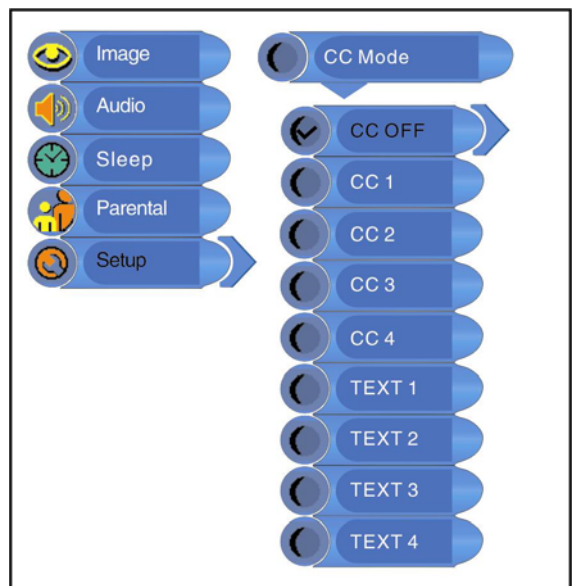 Image
Audio
Sleep
Parental
Setup
CC Mode
CC OFF
CC 1
CC 2
CC 3
CC 4
TEXT 1
TEXT 2
TEXT 3
TEXT 4